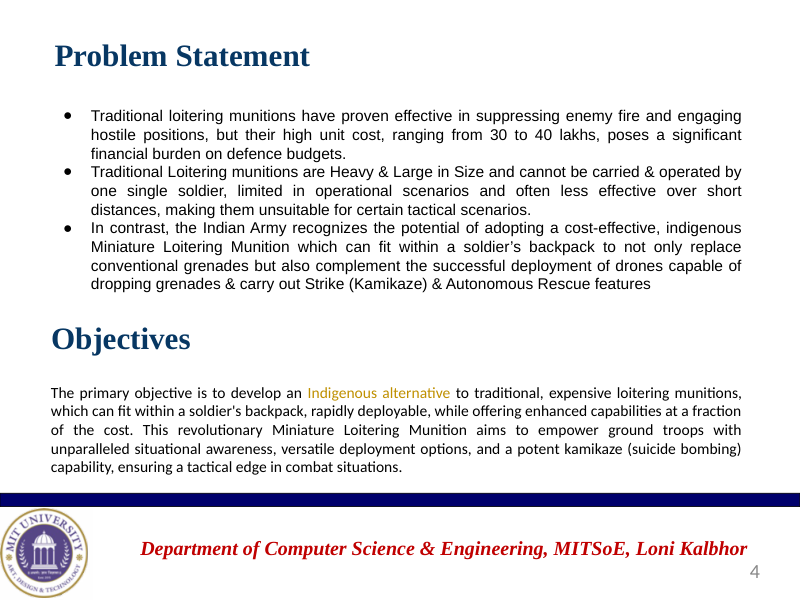 Problem Statement
● Traditional loitering munitions have proven effective in suppressing enemy fire and engaging
hostile positions, but their high unit cost, ranging from 30 to 40 lakhs, poses a significant
financial burden on defence budgets.
● Traditional Loitering munitions are Heavy & Large in Size and cannot be carried & operated by
one single soldier, limited in operational scenarios and often less effective over short
distances, making them unsuitable for certain tactical scenarios.
● In contrast, the Indian Army recognizes the potential of adopting a cost-effective, indigenous
Miniature Loitering Munition which can fit within a soldier’s backpack to not only replace
conventional grenades but also complement the successful deployment of drones capable of
dropping grenades & carry out Strike (Kamikaze) & Autonomous Rescue features
Objectives
The primary objective is to develop an Indigenous alternative to traditional, expensive loitering munitions,
which can fit within a soldier's backpack, rapidly deployable, while offering enhanced capabilities at a fraction
of the cost. This revolutionary Miniature Loitering Munition aims to empower ground troops with
unparalleled situational awareness, versatile deployment options, and a potent kamikaze (suicide bombing)
capability, ensuring a tactical edge in combat situations.
MIT UNIVERSITY
ART, DESIGN & TECHNOLOGY
Department of Computer Science & Engineering, MITSoE, Loni Kalbhor
4